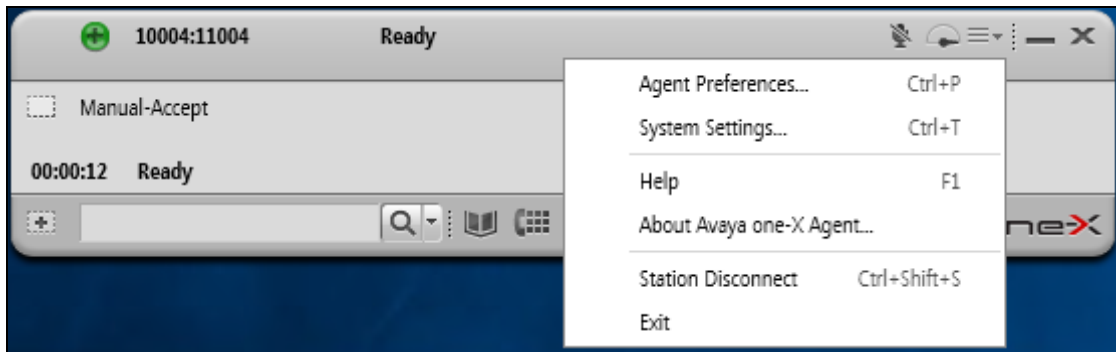 10004:11004 Ready
Agent Preferences... Ctrl+P
Manual-Accept
System Settings... Ctrl+T
00:00:12 Ready
Help F1
About Avaya one-X Agent...
ne-X
Station Disconnect Ctrl+Shift+S
Exit